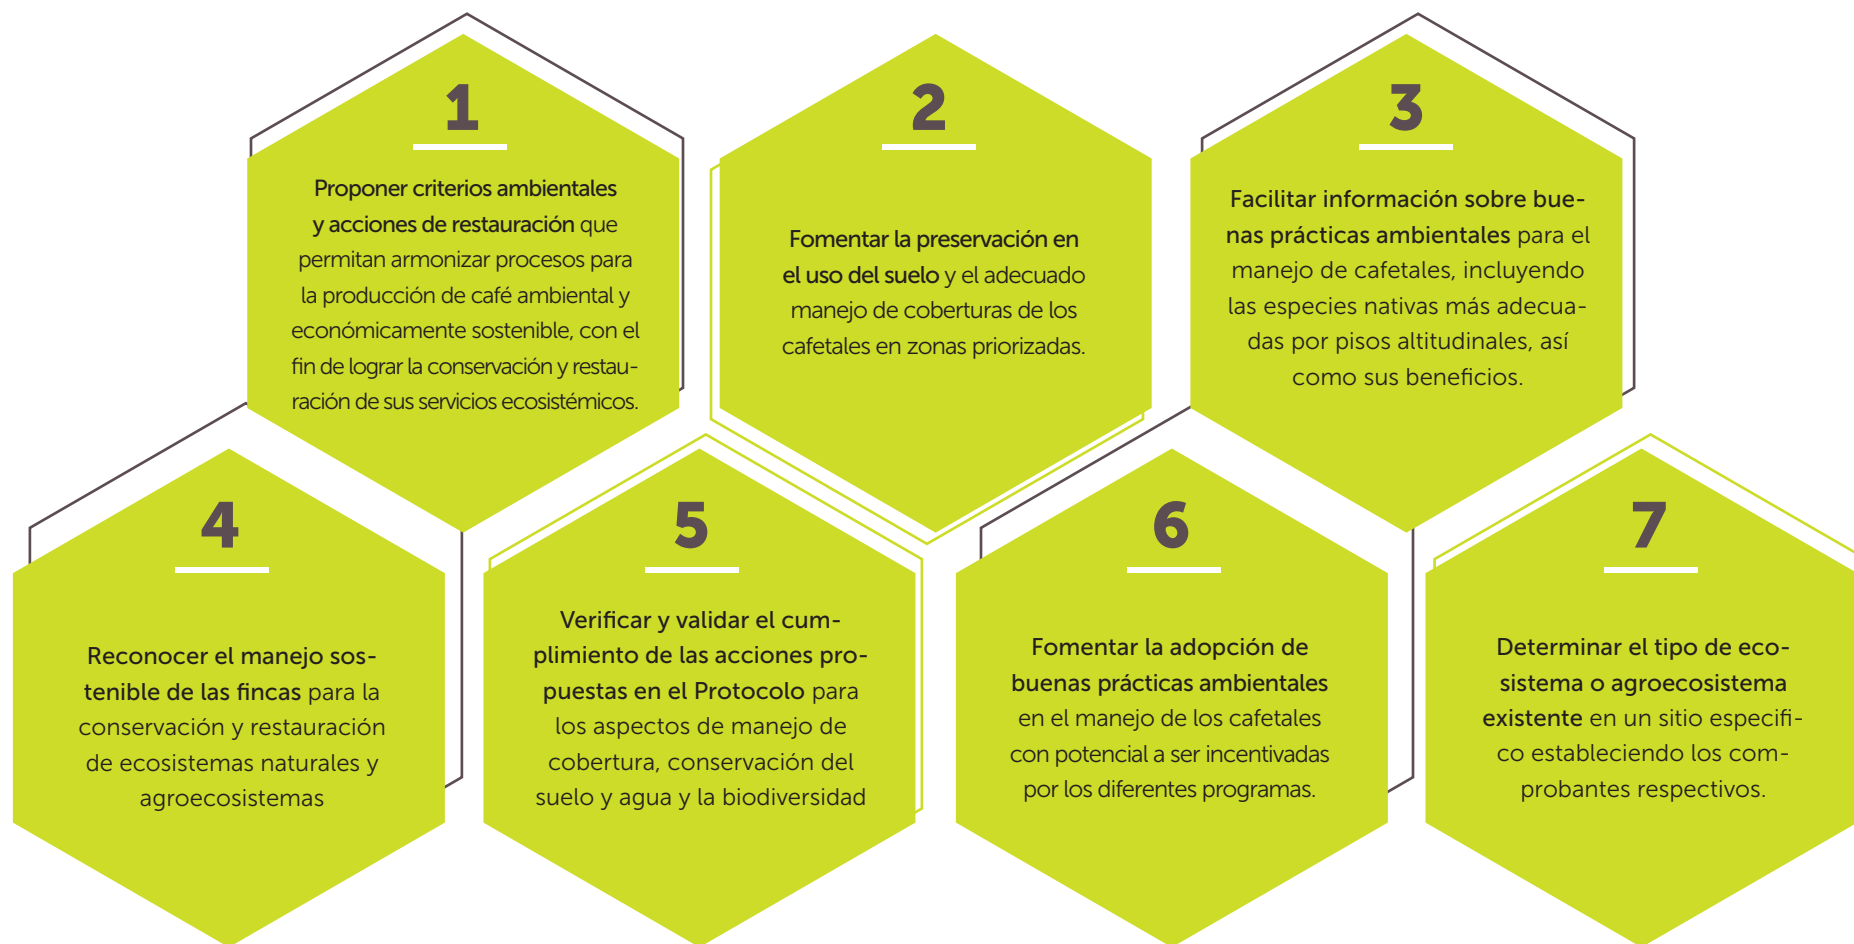 1
Proponer criterios ambientales
y acciones de restauración que
permitan armonizar procesos para
la producción de café ambiental y
económicamente sostenible, con el
fin de lograr la conservación y restau-
ración de sus servicios ecosistémicos.
2
Fomentar la preservación en
el uso del suelo y el adecuado
manejo de coberturas de los
cafetales en zonas priorizadas.
3
Facilitar información sobre bue-
nas prácticas ambientales para el
manejo de cafetales, incluyendo
las especies nativas más adecua-
das por pisos altitudinales, así
como sus beneficios.
4
Reconocer el manejo sos-
tenible de las fincas para la
conservación y restauración
de ecosistemas naturales y
agroecosistemas
5
Verificar y validar el cum-
plimiento de las acciones pro-
puestas en el Protocolo para
los aspectos de manejo de
cobertura, conservación del
suelo y agua y la biodiversidad
6
Fomentar la adopción de
buenas prácticas ambientales
en el manejo de los cafetales
con potencial a ser incentivadas
por los diferentes programas.
7
Determinar el tipo de eco-
sistema o agroecosistema
existente en un sitio especifi-
co estableciendo los com-
probantes respectivos.